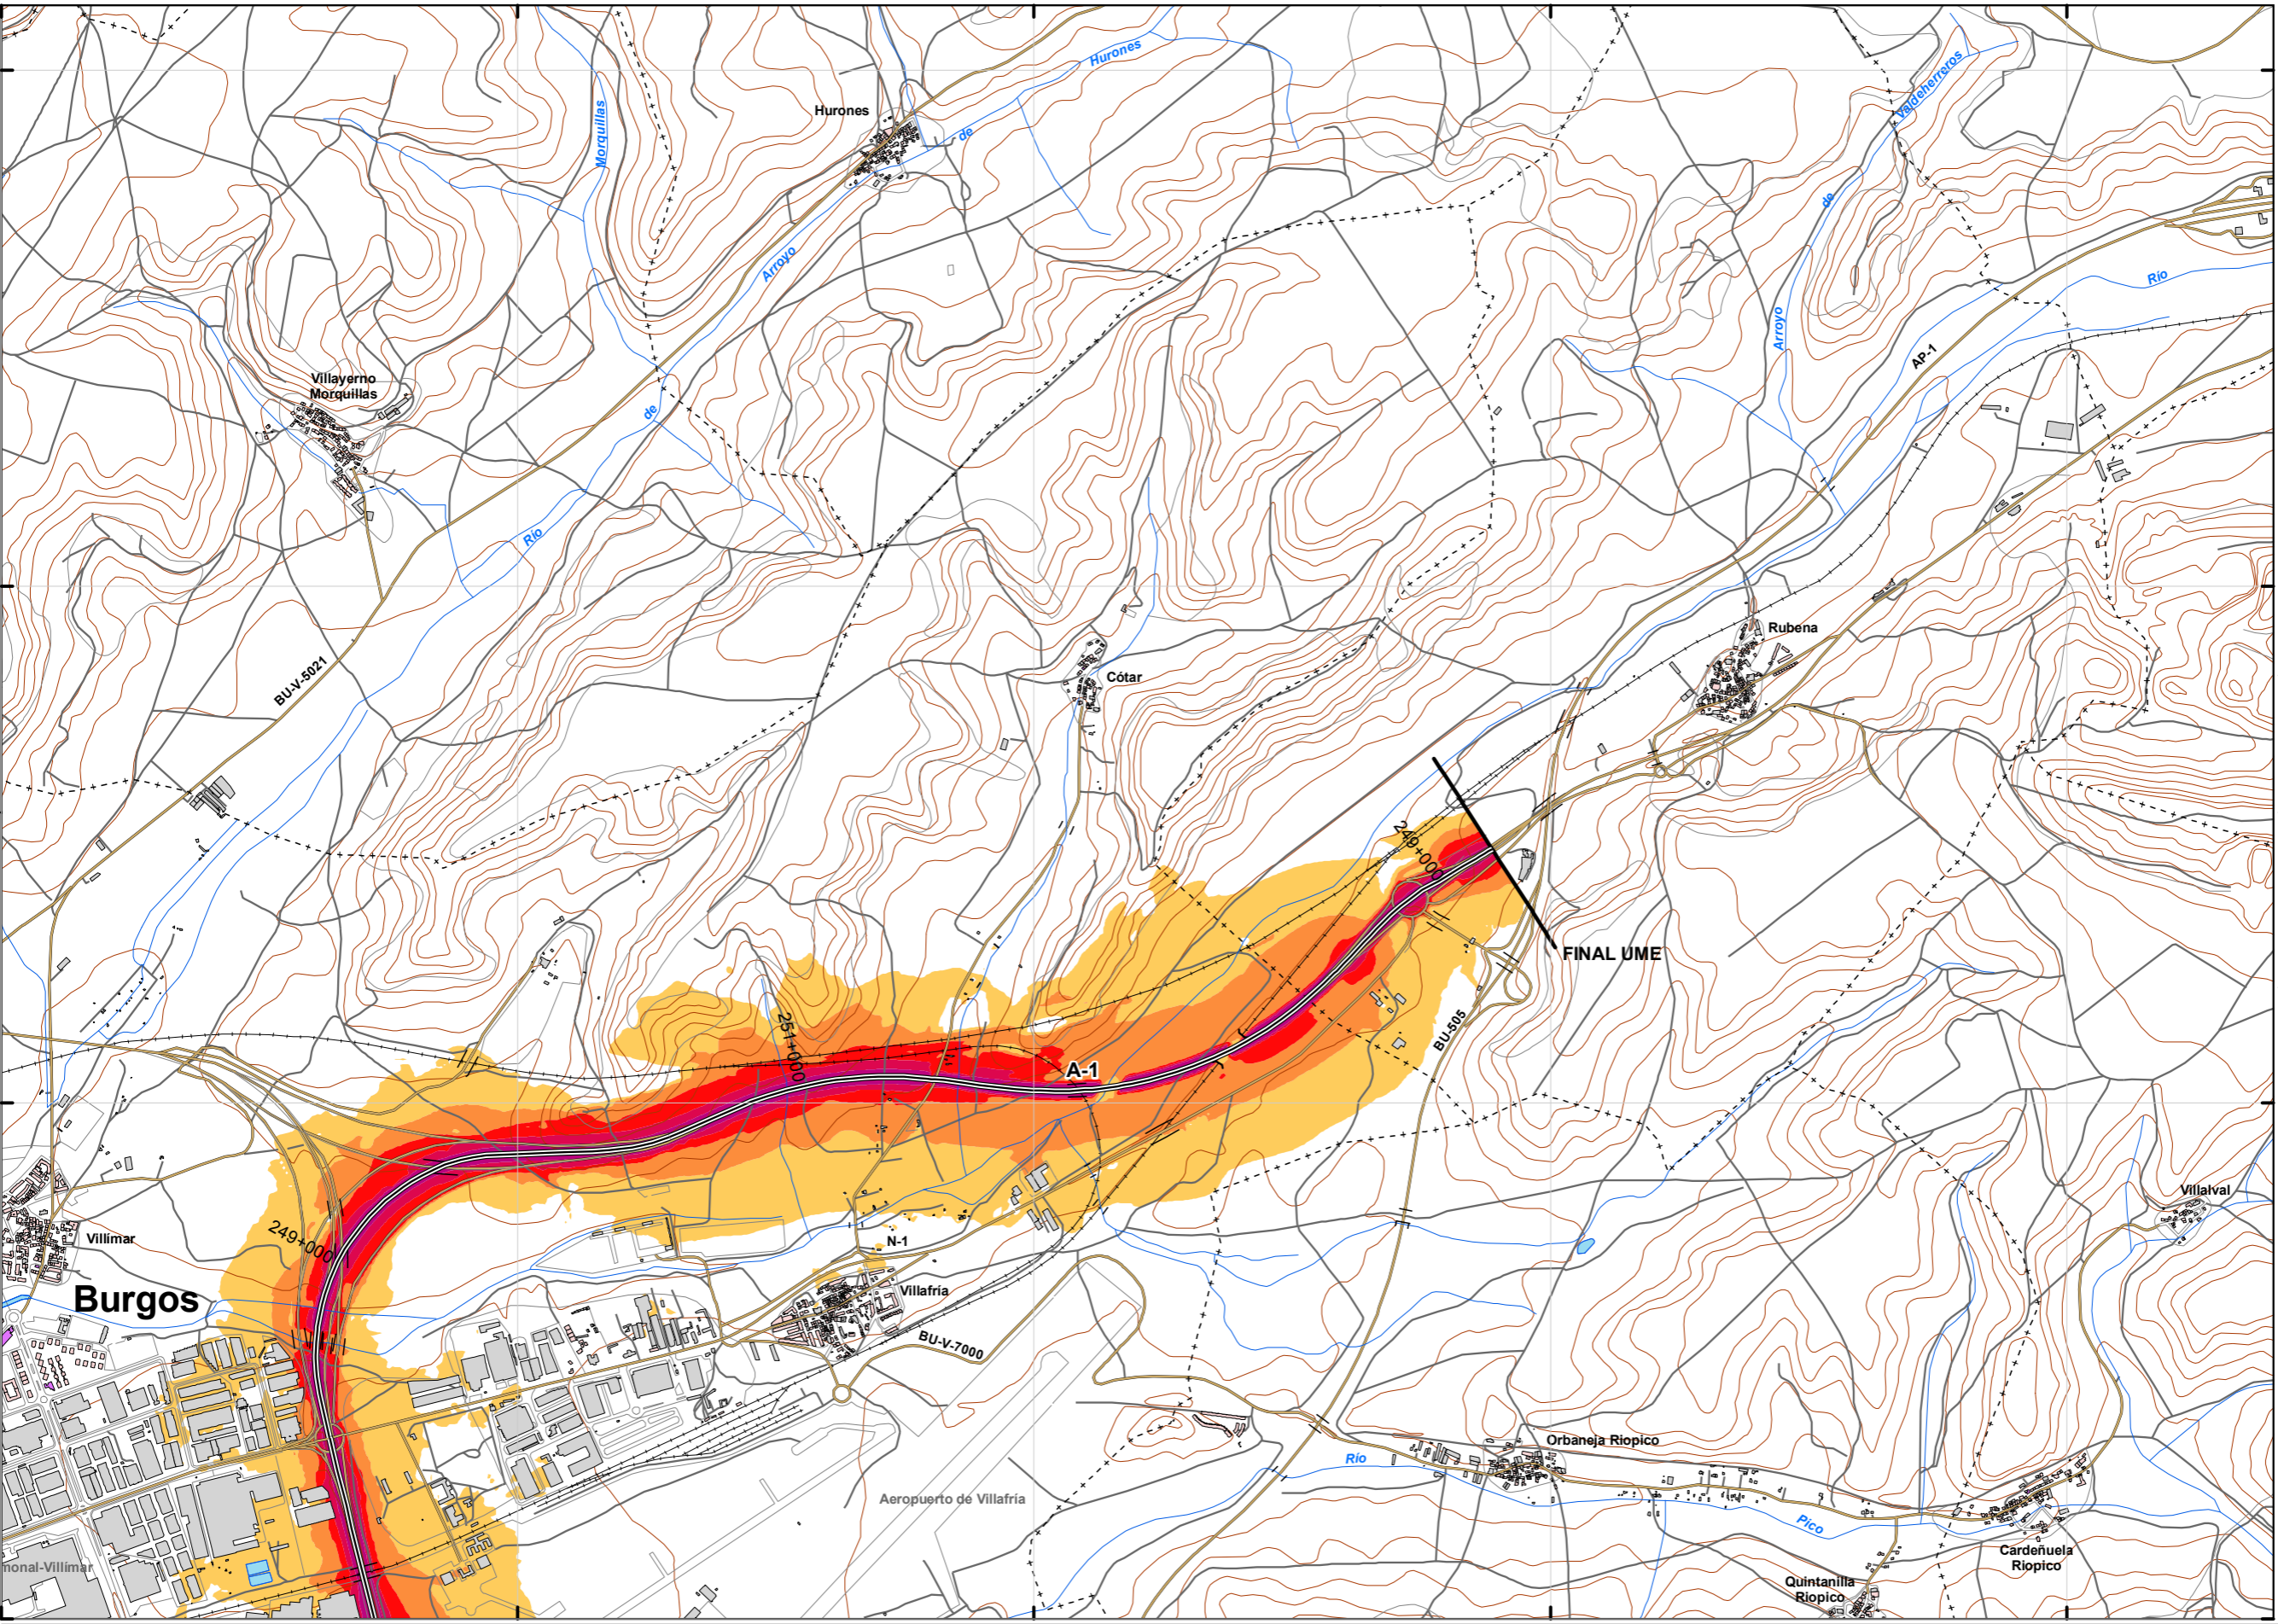 Hurones
Valdeherreros
Hurones
Morquillas
de
de
Arroyo
Río
Arroyo
AP-1
Villayerno
Morquillas
de
Río
Rubena
BU-V-5021
Cótar
249+000
FINAL UME
251+000
BU-505
A-1
Villalval
249+000
Villímar
N-1
Burgos
Villafría
BU-V-7000
Orbaneja Riopico
Río
Aeropuerto de Villafría
Pico
Cardeñuela
Riopico
monal-Villímar
Quintanilla
Riopico